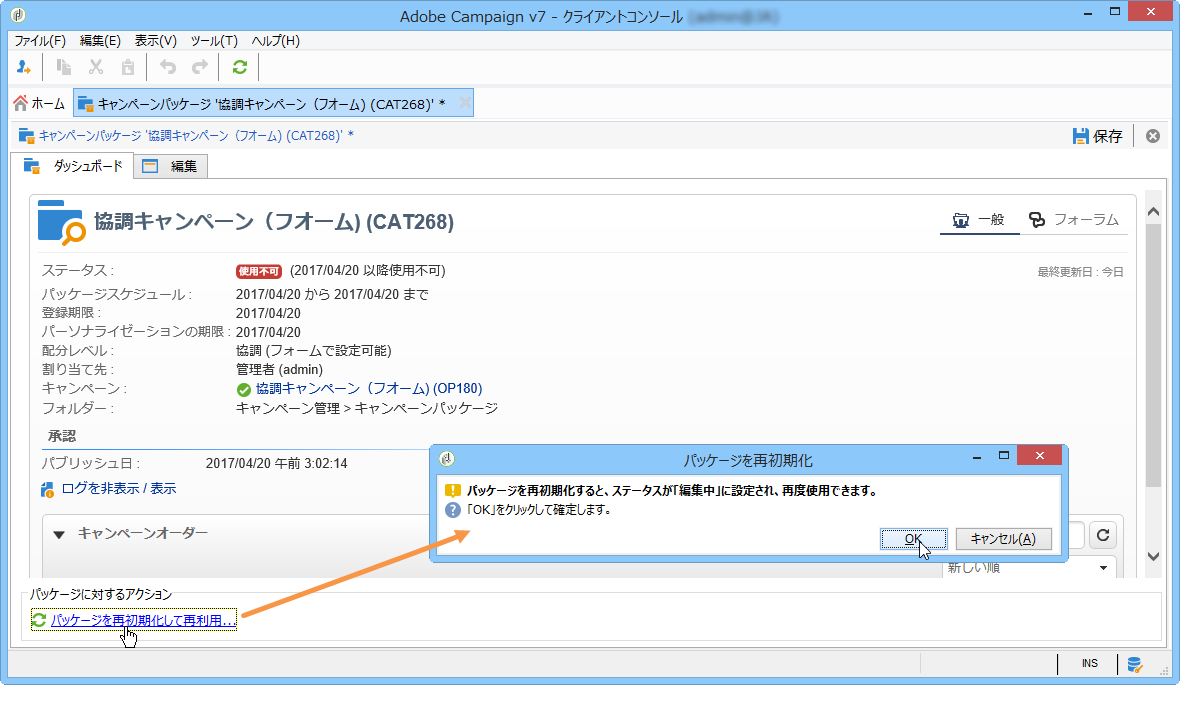 Adobe Campaign v7 - クライアントコンソール
ファイル(F) 編集(E) 表示(V) ツール(T) ヘルプ(H)
ホーム
キャンペーンパッケージ '協調キャンペーン（フオーム) (CAT268)' *
キャンペーンパッケージ '協調キャンペーン（フオーム) (CAT268)' *
保存
ダッシュボード
編集
協調キャンペーン（フオーム) (CAT268)
一般
フォーラム
ステータス :
使用不可 (2017/04/20 以降使用不可)
最終更新日 : 今日
パッケージスケジュール : 2017/04/20 から 2017/04/20 まで
登録期限 : 2017/04/20
パーソナライゼーションの期限 : 2017/04/20
配分レベル : 協調 (フォームで設定可能)
割り当て先 : 管理者 (admin)
キャンペーン : 協調キャンペーン（フオーム) (OP180)
フォルダー : キャンペーン管理 > キャンペーンパッケージ
承認
パブリッシュ日 : 2017/04/20 午前 3:02:14
ログを非表示 / 表示
キャンペーンオーダー
新しい順
パッケージを再初期化
パッケージを再初期化すると、ステータスが「編集中」に設定され、再度使用できます。
「OK」をクリックして確定します。
OK
キャンセル(A)
パッケージに対するアクション
パッケージを再初期化して再利用...
INS